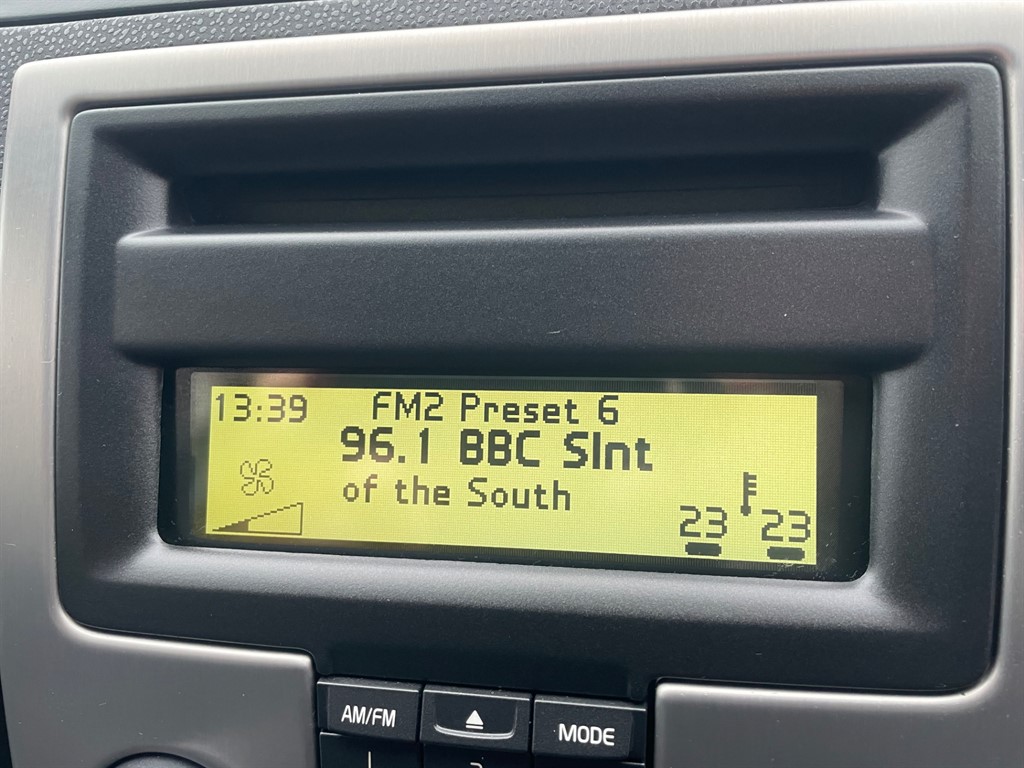 13:39 FM2 Preset 6
96.1 BBC Slnt
of the South
23 23
AM/FM MODE